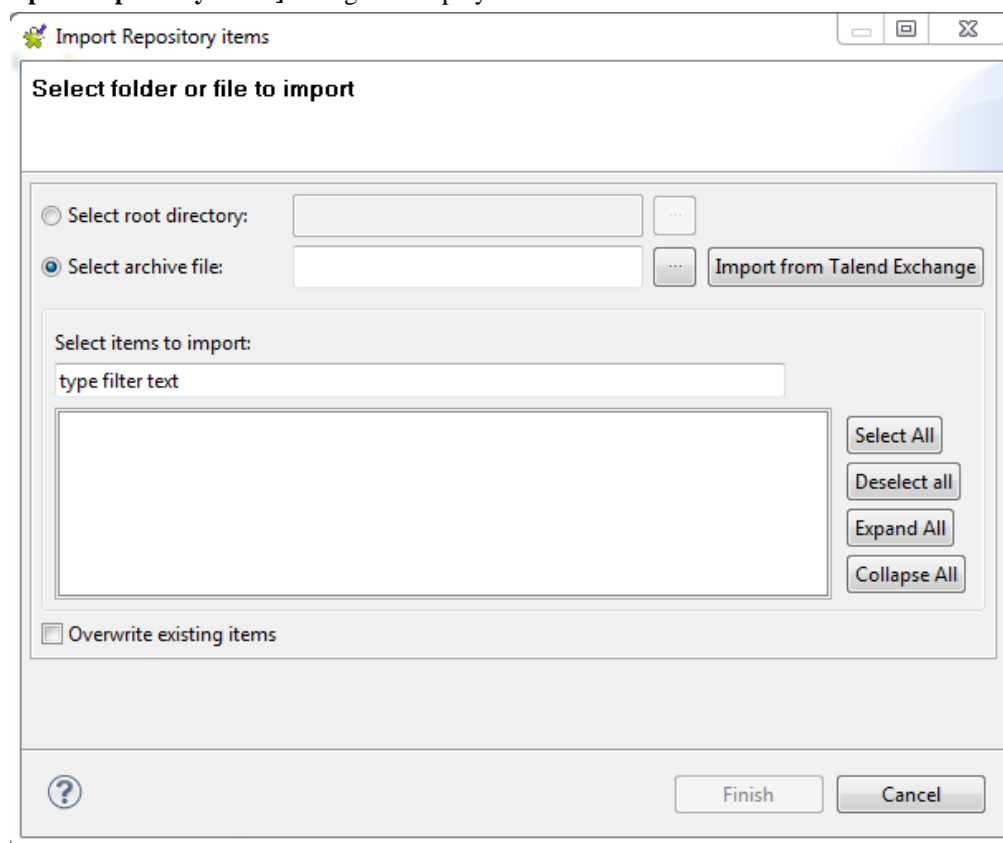 Import Repository items
Select folder or file to import
Select root directory:
...
Select archive file:
... Import from Talend Exchange
Select items to import:
type filter text
Select All
Deselect all
Expand All
Collapse All
Overwrite existing items
?
Finish Cancel